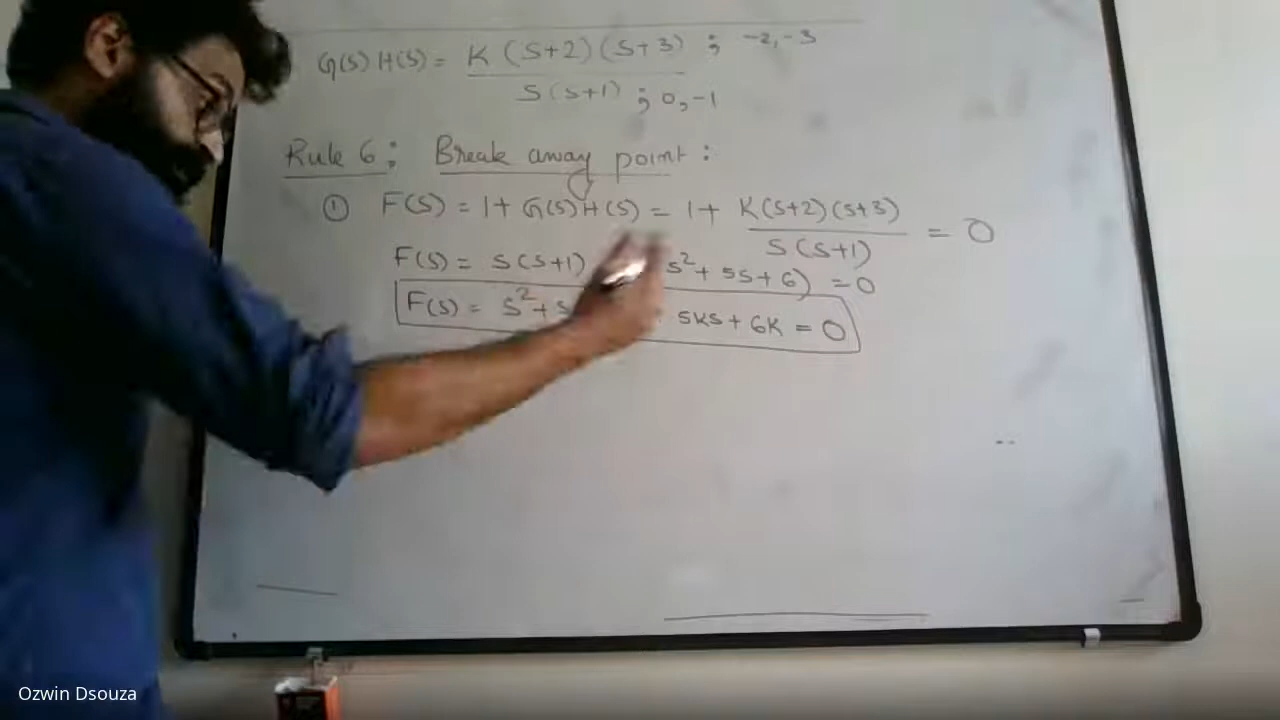 G(s) H(s) = K (s+2) (s+3) ; -2, -3
s(s+1) ; 0, -1
Rule 6 : Break away point :
① F(s) = 1 + G(s) H(s) = 1 + K(s+2) (s+3) = 0
s(s+1)
F(s) = s(s+1) s² + 5s + 6) = 0
F(s) = s² + s 5Ks + 6K = 0
Ozwin Dsouza